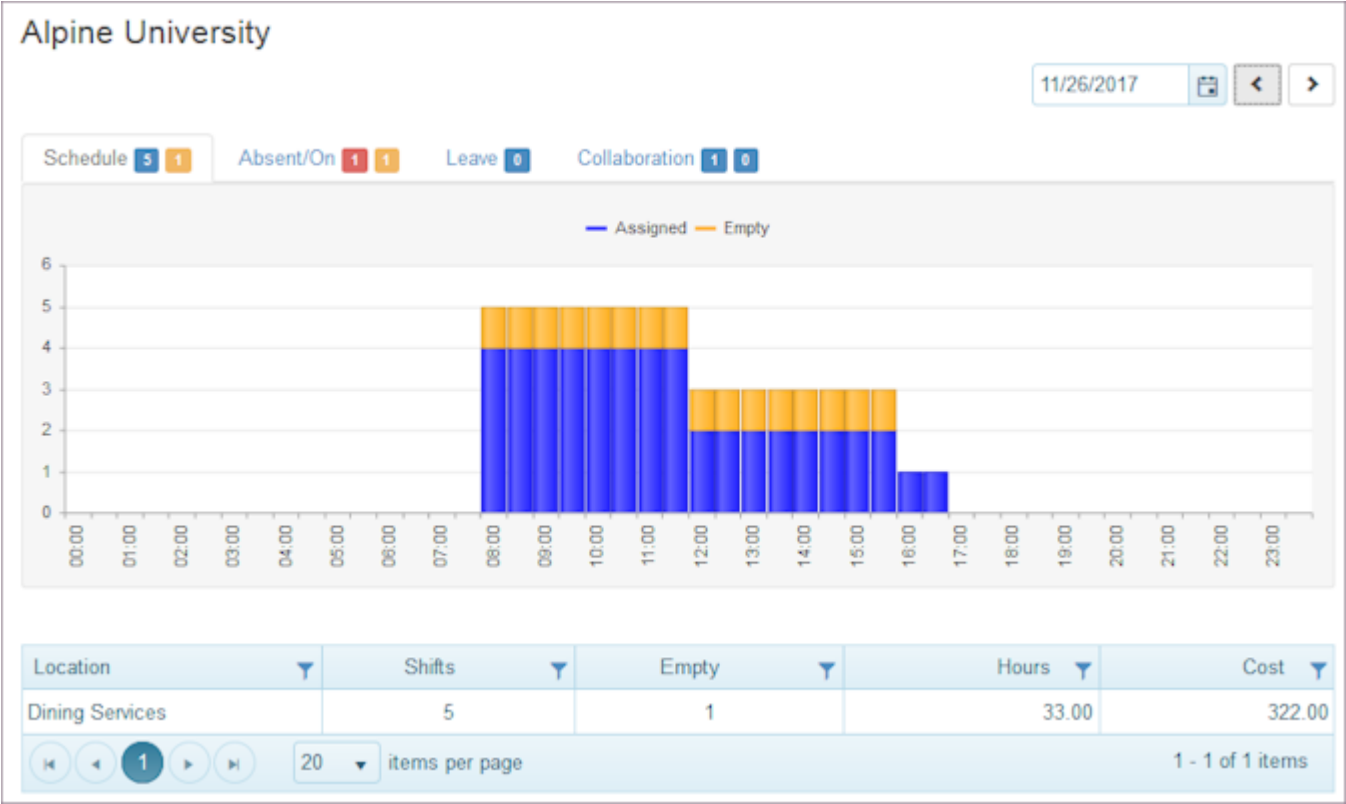 Alpine University
11/26/2017
Schedule 5 1 Absent/On 1 1 Leave 0 Collaboration 1 0
Assigned Empty
6
5
4
3
2
1
0
00:00 01:00 02:00 03:00 04:00 05:00 06:00 07:00 08:00 09:00 10:00 11:00 12:00 13:00 14:00 15:00 16:00 17:00 18:00 19:00 20:00 21:00 22:00 23:00
Location Shifts Empty Hours Cost
Dining Services 5 1 33.00 322.00
1 20 items per page 1 - 1 of 1 items